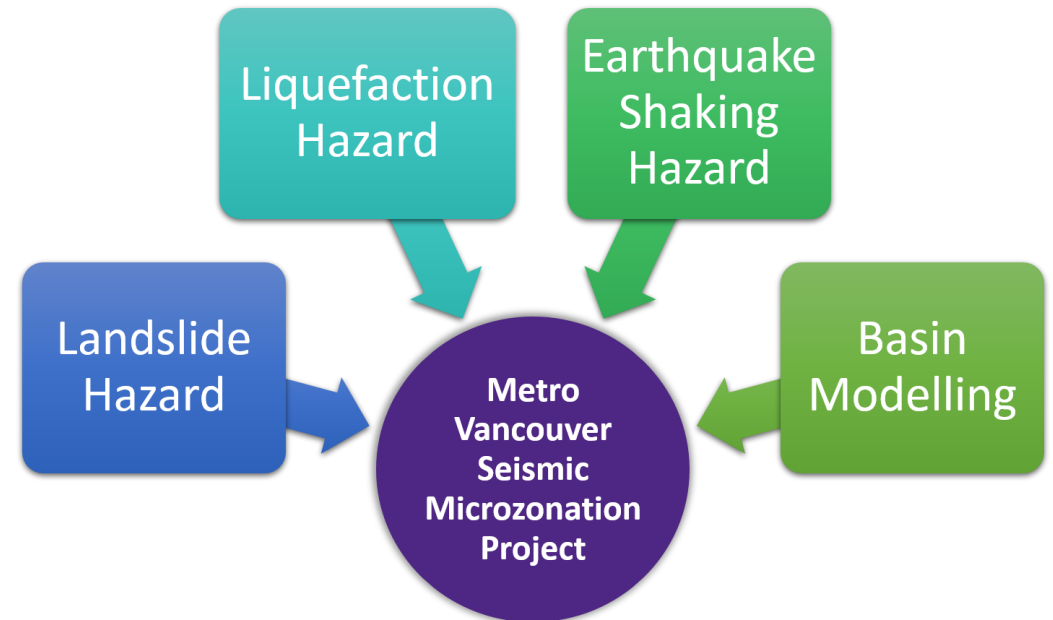 Liquefaction
Hazard
Earthquake
Shaking
Hazard
Landslide
Hazard
Basin
Modelling
Metro
Vancouver
Seismic
Microzonation
Project